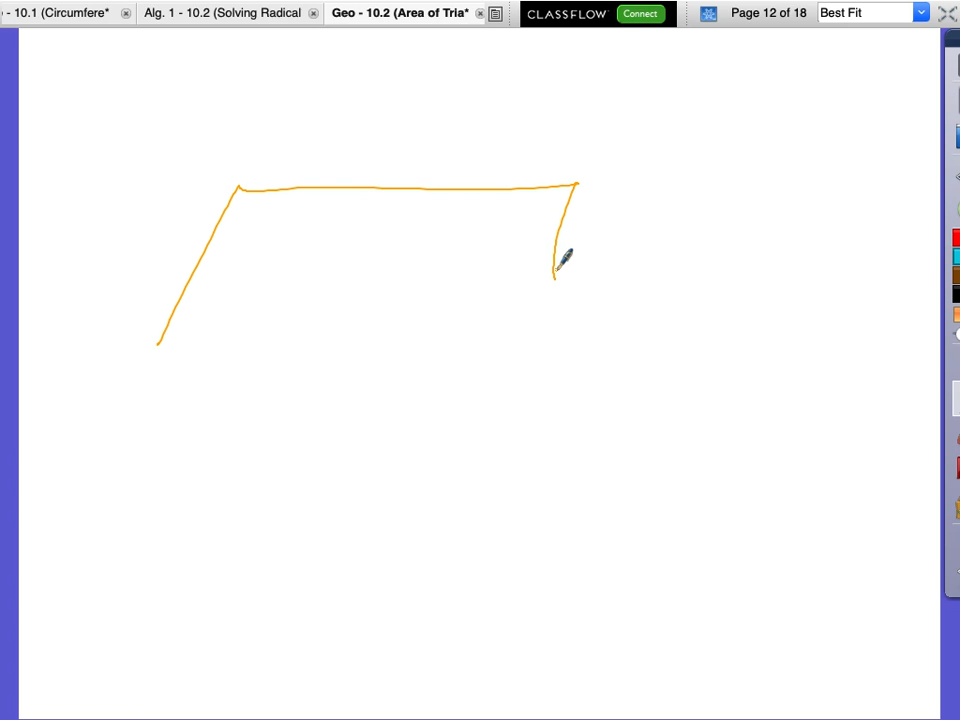 - 10.1 (Circumfere* Alg. 1 - 10.2 (Solving Radical Geo - 10.2 (Area of Tria* CLASSFLOW Connect Page 12 of 18 Best Fit